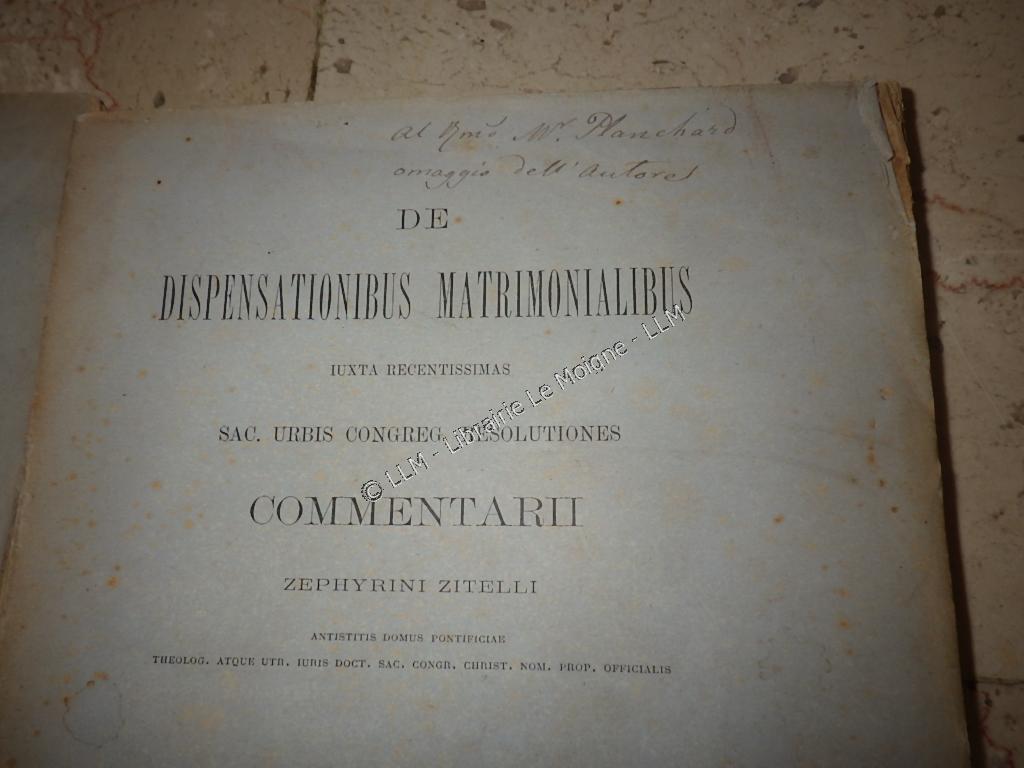 Al Rmo Mr. Planchard
omaggio dell' autore
DE
DISPENSATIONIBUS MATRIMONIALIBUS
IUXTA RECENTISSIMAS
SAC. URBIS CONGREG. RESOLUTIONES
COMMENTARII
ZEPHYRINI ZITELLI
ANTISTITIS DOMUS PONTIFICIAE
THEOLOG. ATQUE UTR. IURIS DOCT. SAC. CONGR. CHRIST. NOM. PROP. OFFICIALIS
© LLM - Librairie Le Moigne - LLM